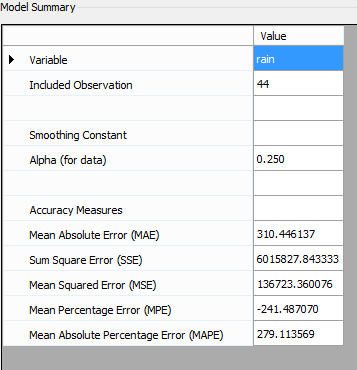 Model Summary
Value
Variable rain
Included Observation 44
Smoothing Constant
Alpha (for data) 0.250
Accuracy Measures
Mean Absolute Error (MAE) 310.446137
Sum Square Error (SSE) 6015827.843333
Mean Squared Error (MSE) 136723.360076
Mean Percentage Error (MPE) -241.487070
Mean Absolute Percentage Error (MAPE) 279.113569